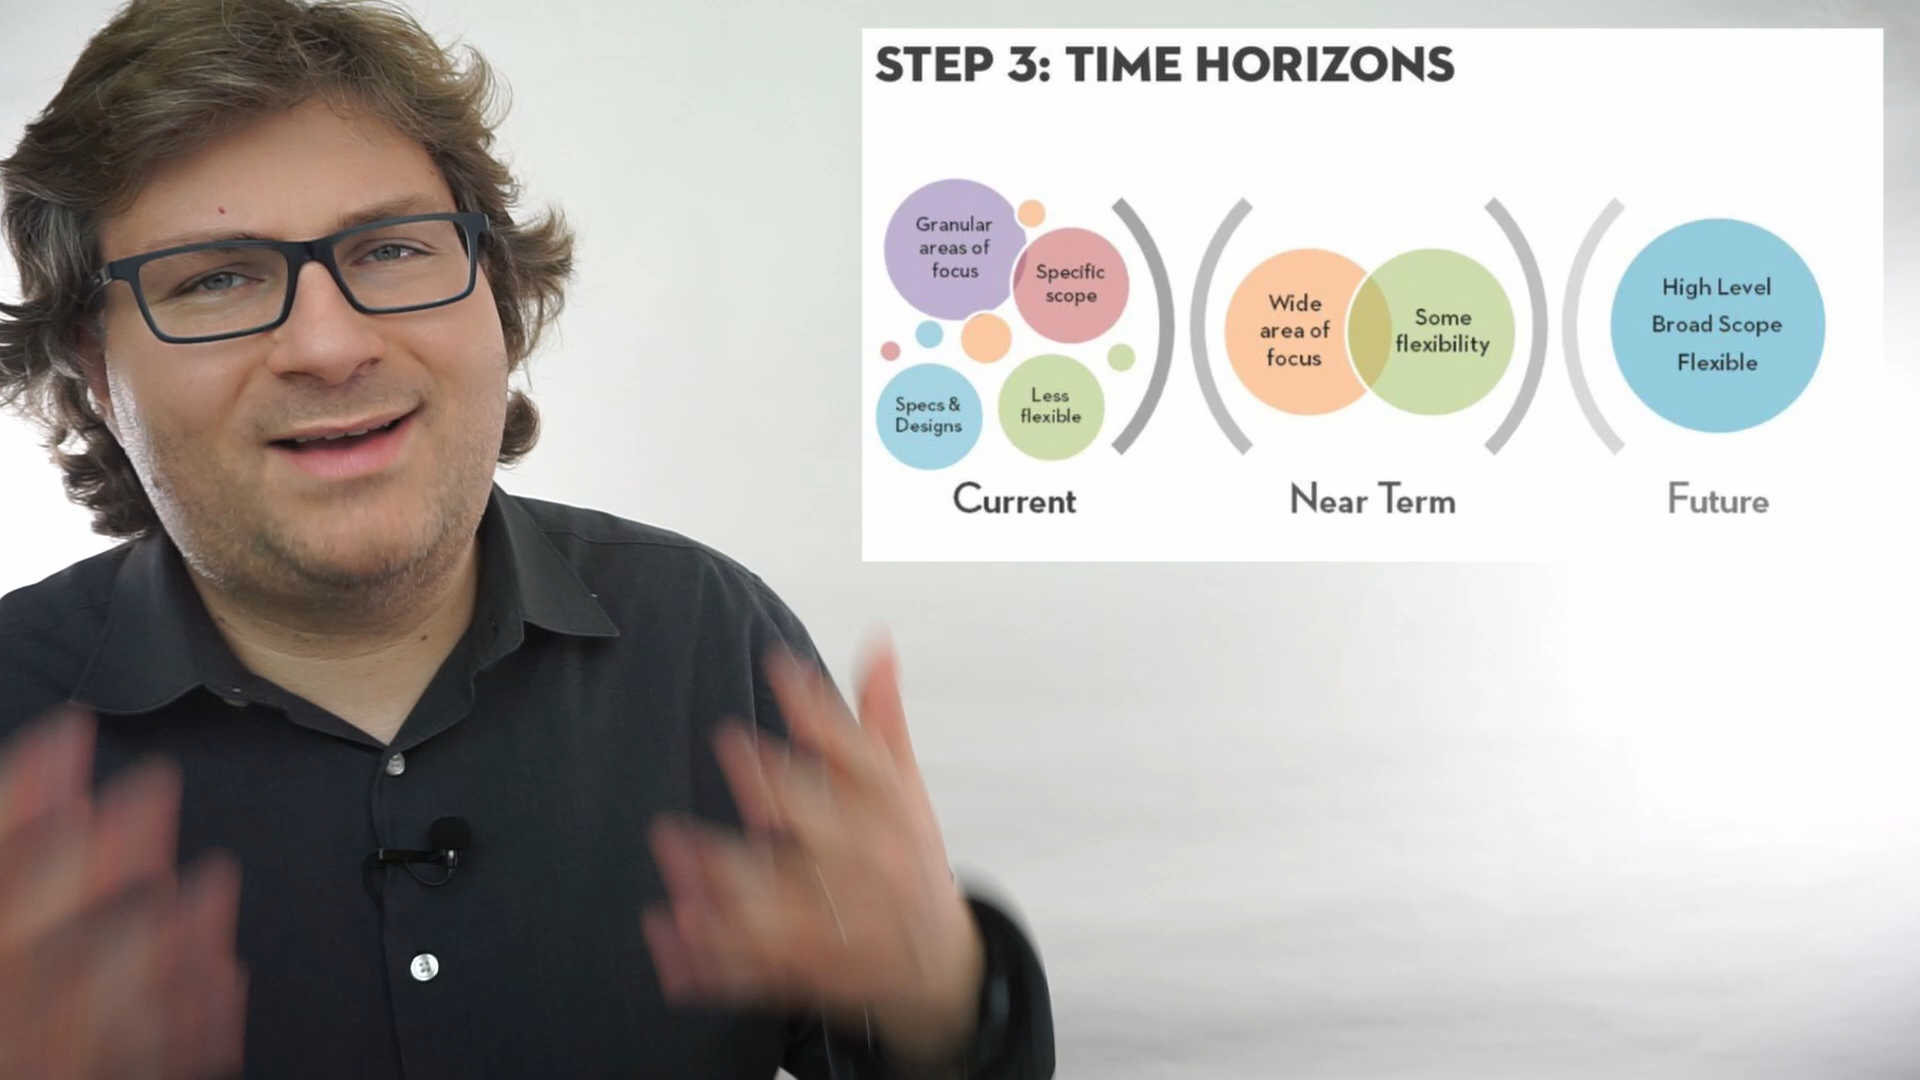 STEP 3: TIME HORIZONS
Granular
areas of
focus
Specific
scope
Specs &
Designs
Less
flexible
Current
Wide
area of
focus
Some
flexibility
Near Term
High Level
Broad Scope
Flexible
Future